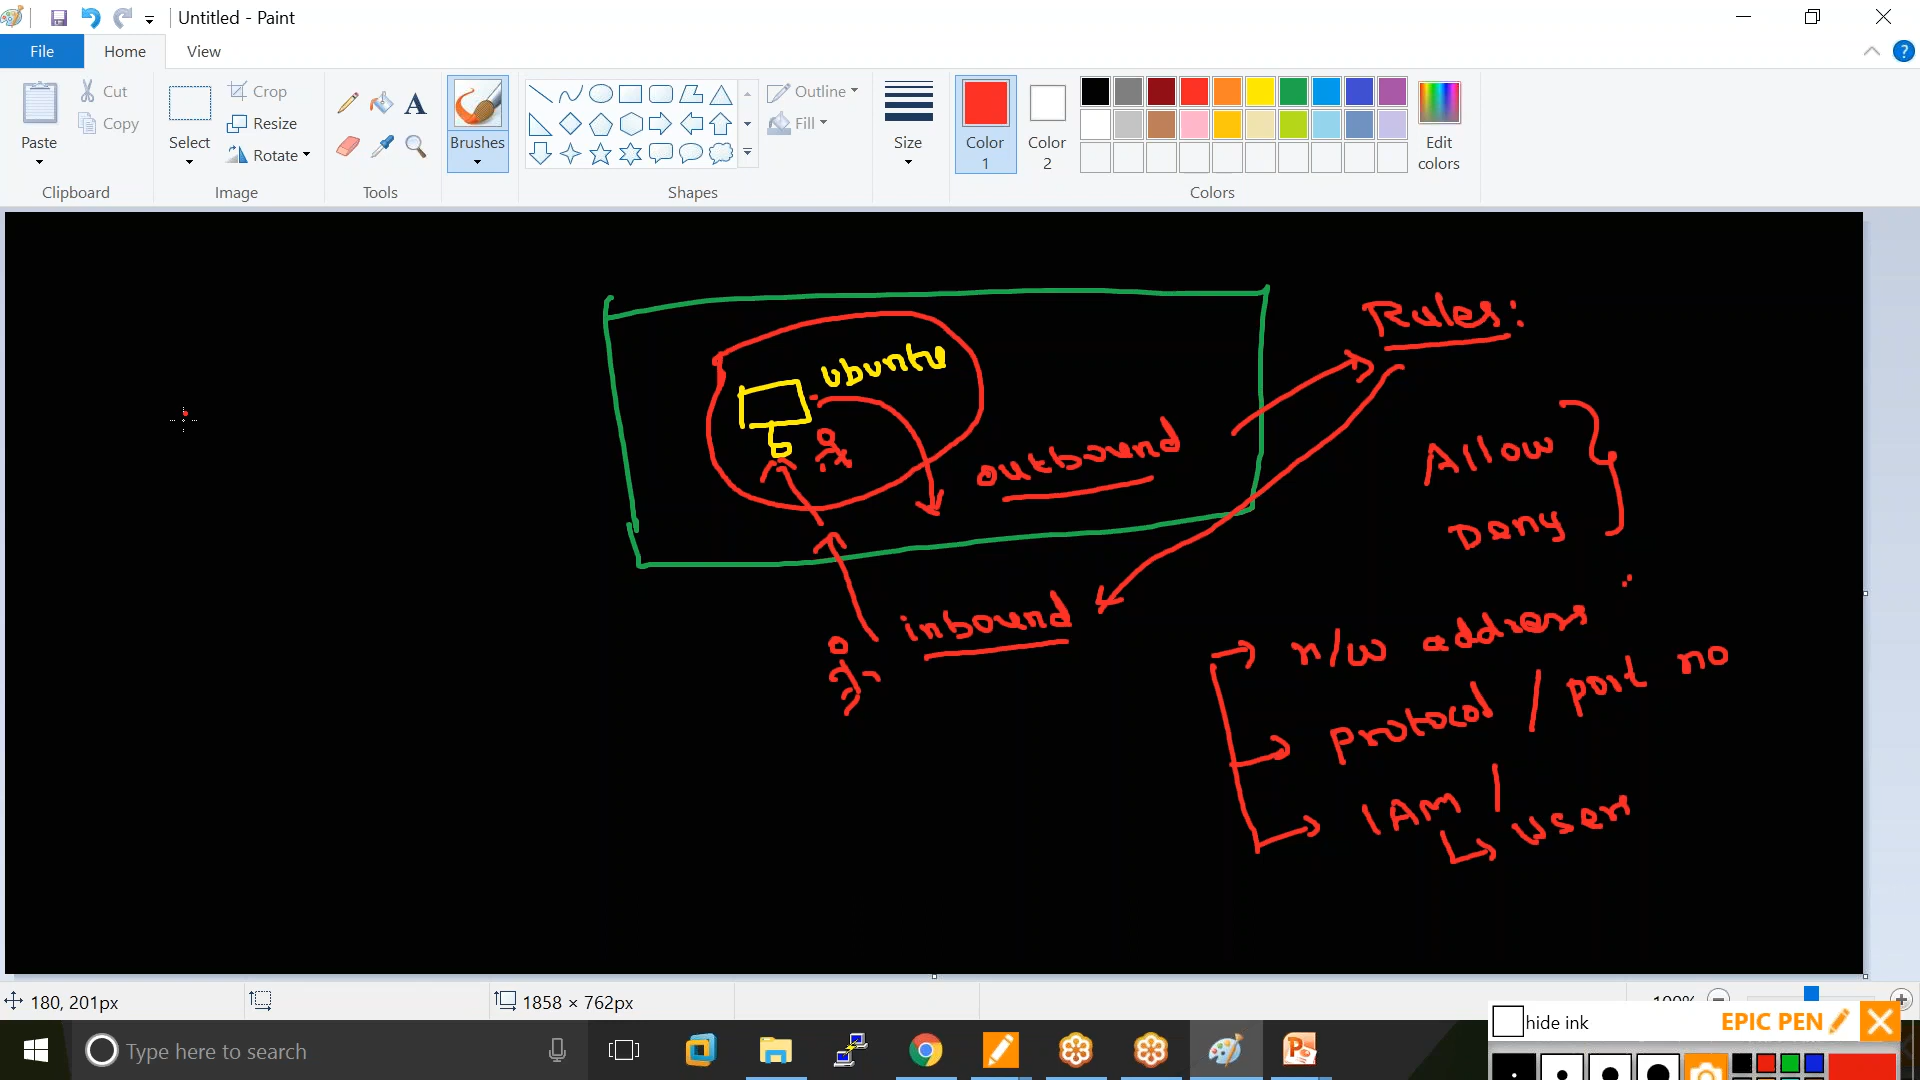 Untitled - Paint
File Home View
Paste
Cut
Copy
Clipboard
Select
Crop
Resize
Rotate
Image
Tools
Brushes
Shapes
Outline
Fill
Size
Color 1
Color 2
Edit colors
Colors
Rules:
ubuntu
outbound
Allow
Deny
inbound
n/w address
protocol / port no
IAM /
User
180, 201px
1858 × 762px
100%
hide ink
EPIC PEN
Type here to search